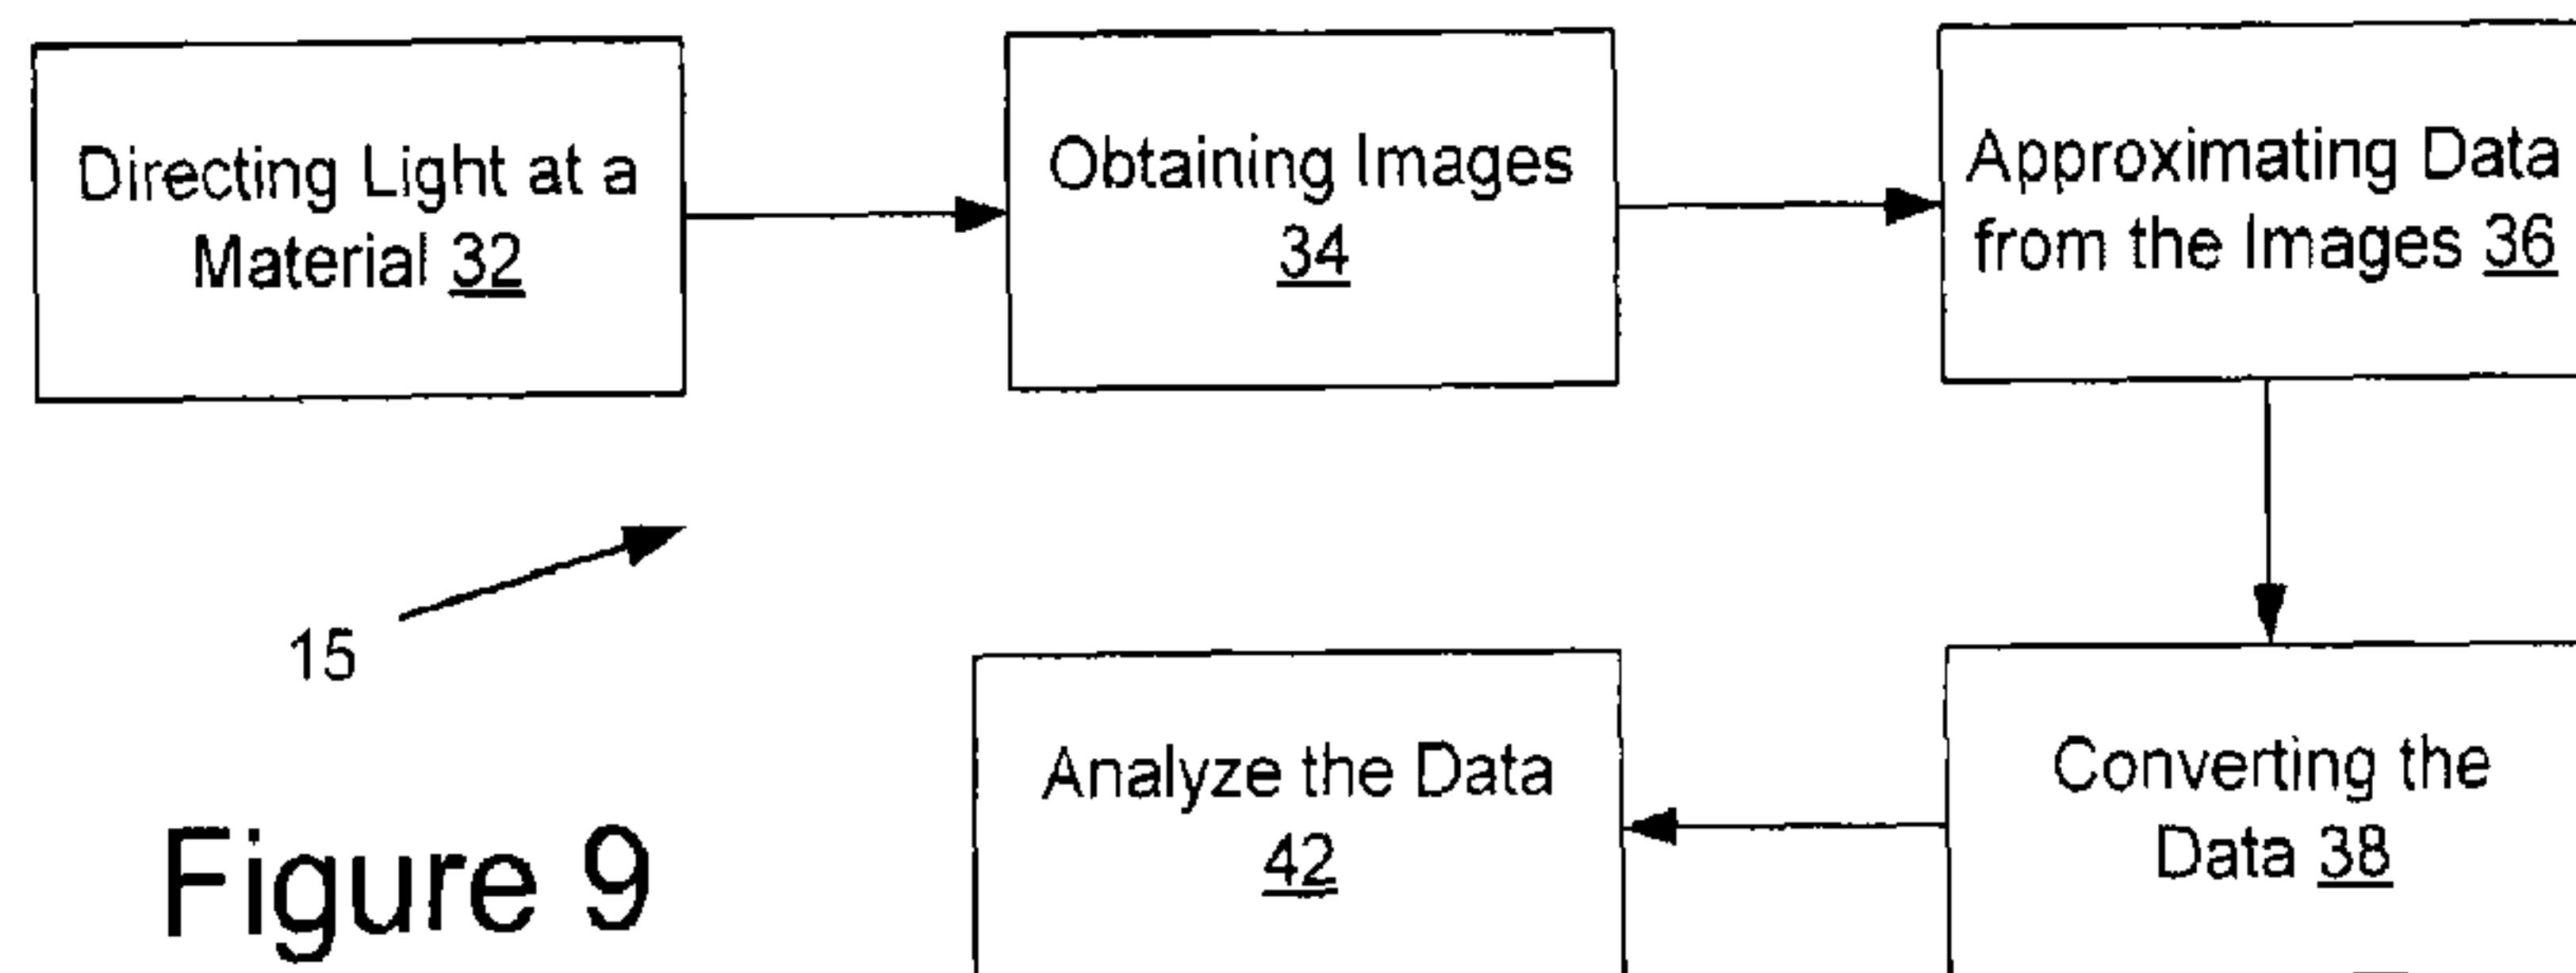 Directing Light at a
Material 32
Obtaining Images
34
Approximating Data
from the Images 36
15
Analyze the Data
42
Converting the
Data 38
Figure 9